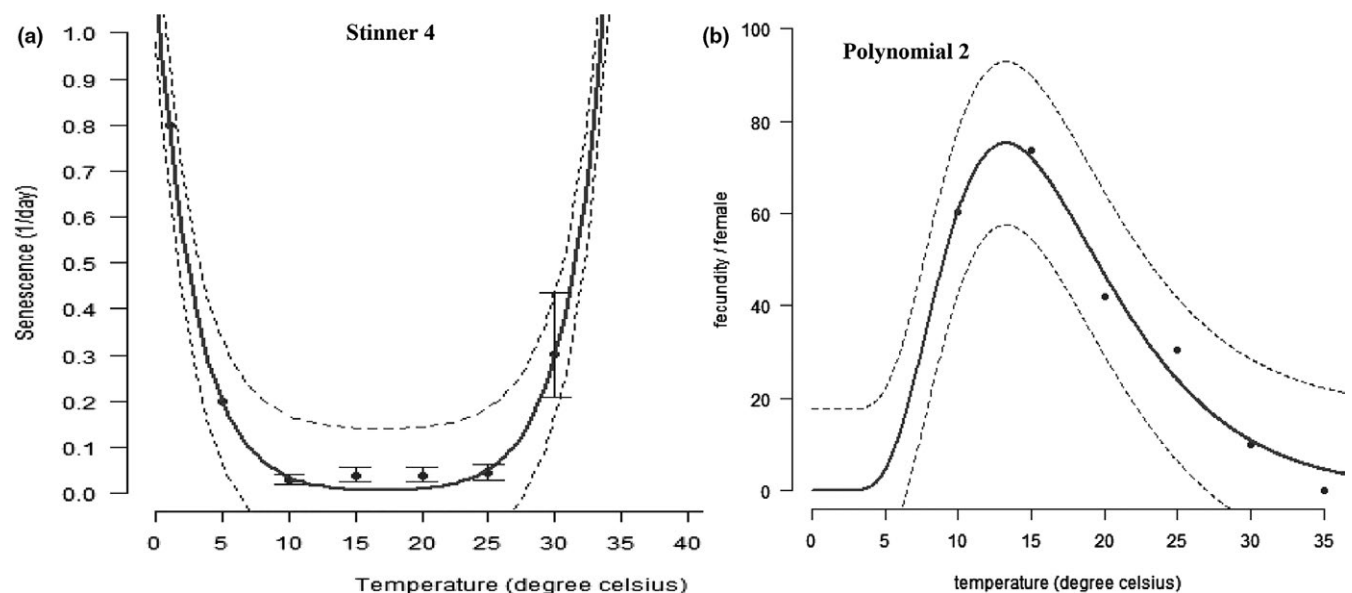 (a)
Stinner 4
1.0
0.9
0.8
0.7
0.6
0.5
0.4
0.3
0.2
0.1
0.0
Senescence (1/day)
0 5 10 15 20 25 30 35 40
Temperature (degree celsius)
(b)
Polynomial 2
100
80
60
40
20
0
fecundity / female
0 5 10 15 20 25 30 35
temperature (degree celsius)